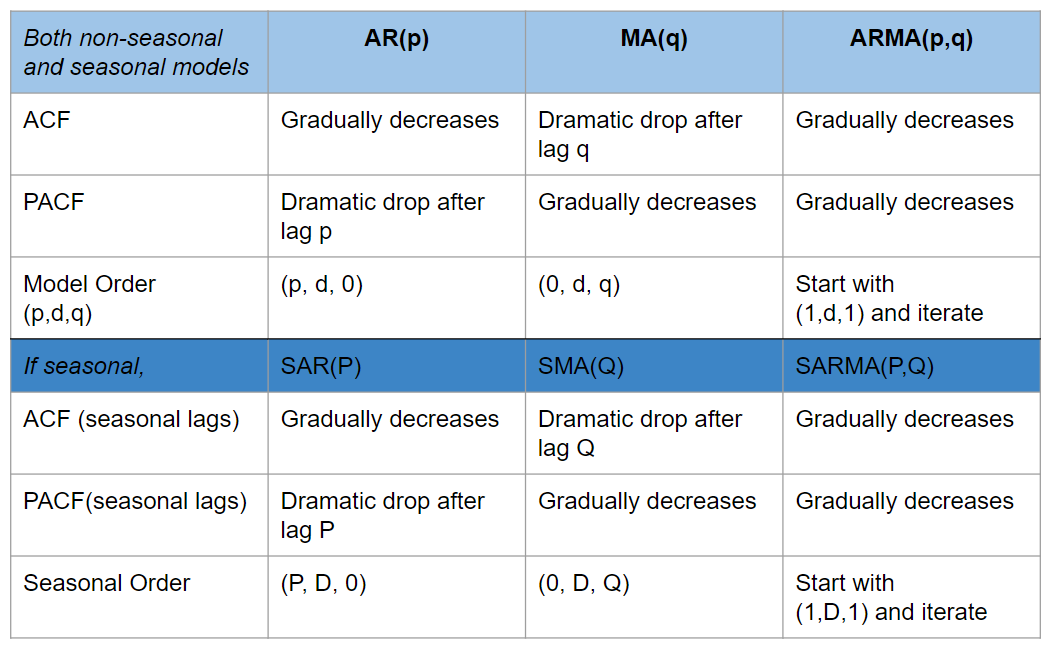 Both non-seasonal AR(p) MA(q) ARMA(p,q)
and seasonal models
ACF Gradually decreases Dramatic drop after Gradually decreases
lag q
PACF Dramatic drop after Gradually decreases Gradually decreases
lag p
Model Order (p, d, 0) (0, d, q) Start with
(p,d,q) (1,d,1) and iterate
If seasonal, SAR(P) SMA(Q) SARMA(P,Q)
ACF (seasonal lags) Gradually decreases Dramatic drop after Gradually decreases
lag Q
PACF(seasonal lags) Dramatic drop after Gradually decreases Gradually decreases
lag P
Seasonal Order (P, D, 0) (0, D, Q) Start with
(1,D,1) and iterate